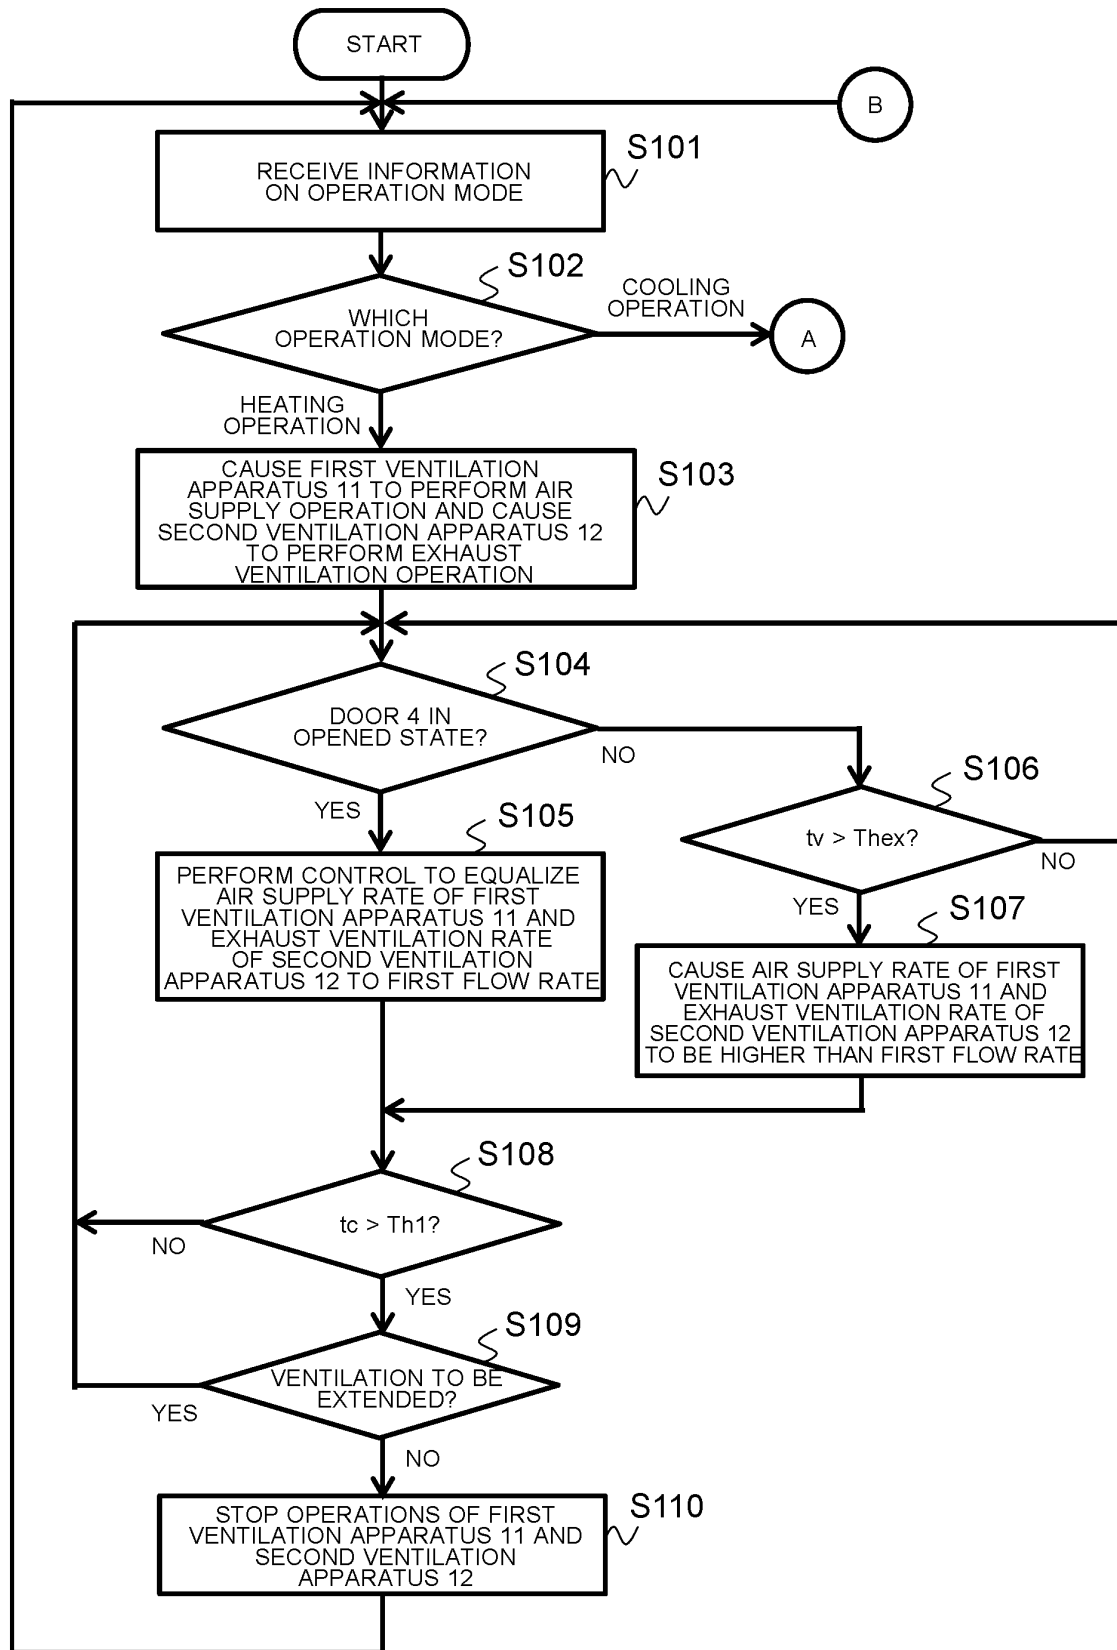 START
B
S101
RECEIVE INFORMATION
ON OPERATION MODE
S102
COOLING
OPERATION
WHICH
OPERATION MODE?
A
HEATING
OPERATION
S103
CAUSE FIRST VENTILATION
APPARATUS 11 TO PERFORM AIR
SUPPLY OPERATION AND CAUSE
SECOND VENTILATION APPARATUS 12
TO PERFORM EXHAUST
VENTILATION OPERATION
S104
DOOR 4 IN
OPENED STATE?
NO
YES
S106
tv > Thex?
NO
YES
S105
PERFORM CONTROL TO EQUALIZE
AIR SUPPLY RATE OF FIRST
VENTILATION APPARATUS 11 AND
EXHAUST VENTILATION RATE
OF SECOND VENTILATION
APPARATUS 12 TO FIRST FLOW RATE
S107
CAUSE AIR SUPPLY RATE OF FIRST
VENTILATION APPARATUS 11 AND
EXHAUST VENTILATION RATE OF
SECOND VENTILATION APPARATUS 12
TO BE HIGHER THAN FIRST FLOW RATE
S108
tc > Th1?
NO
YES
S109
VENTILATION TO BE
EXTENDED?
YES
NO
S110
STOP OPERATIONS OF FIRST
VENTILATION APPARATUS 11 AND
SECOND VENTILATION
APPARATUS 12